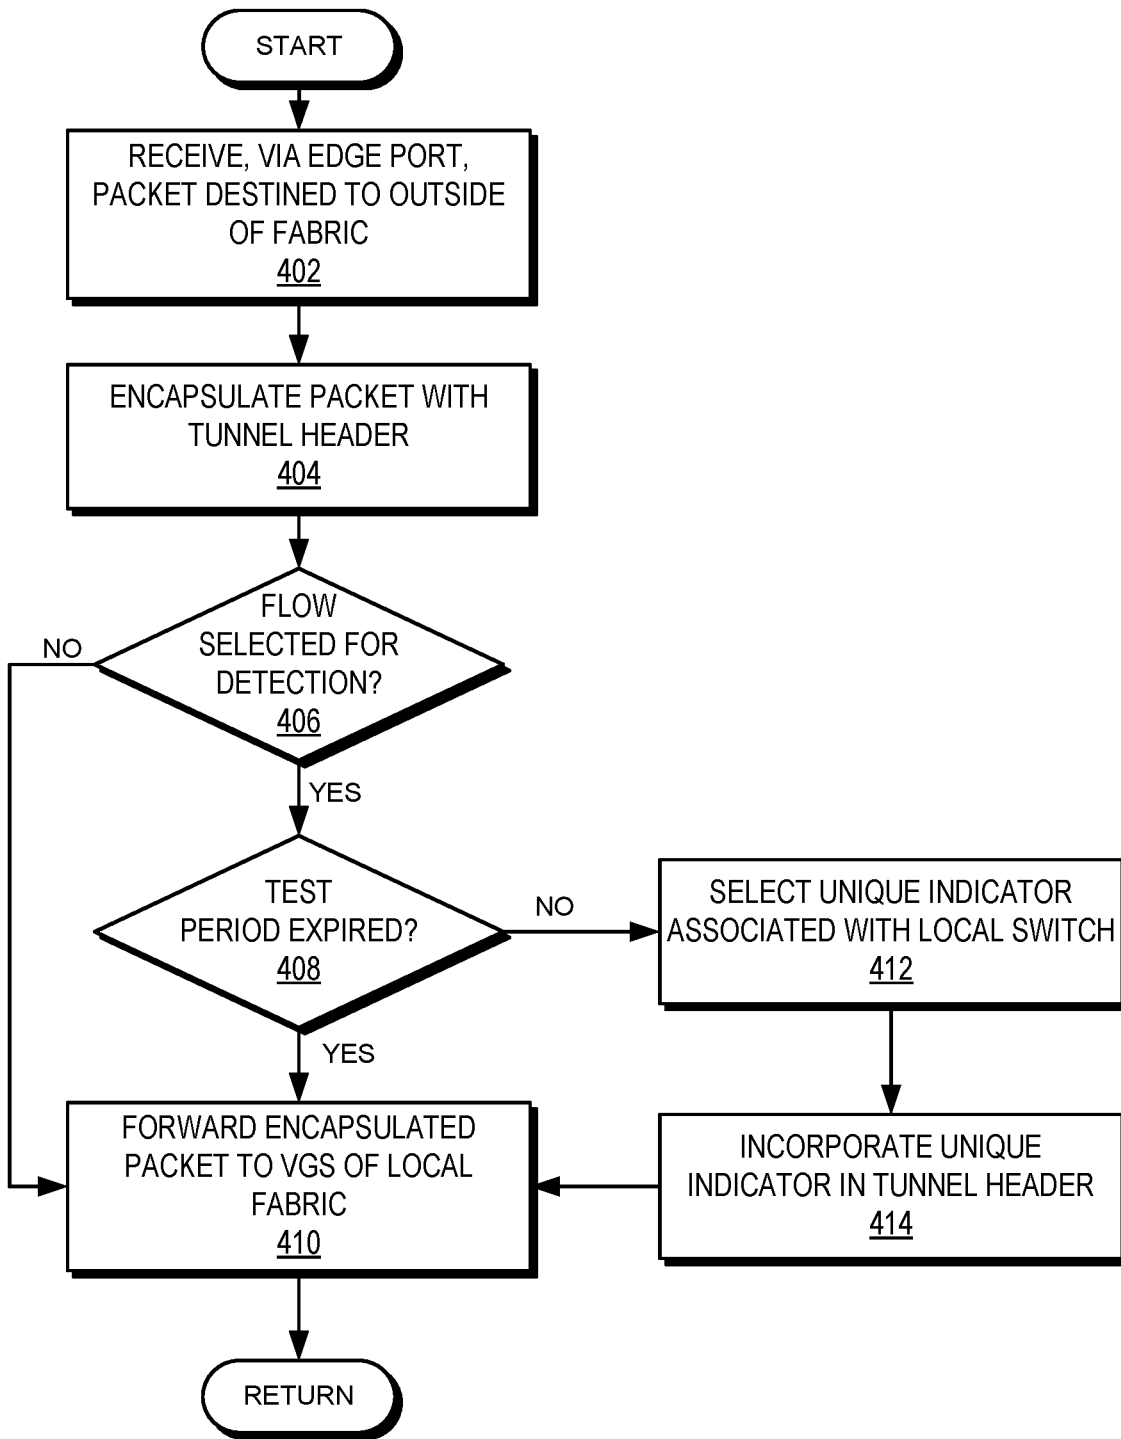 START
RECEIVE, VIA EDGE PORT,
PACKET DESTINED TO OUTSIDE
OF FABRIC
402
ENCAPSULATE PACKET WITH
TUNNEL HEADER
404
FLOW
SELECTED FOR
DETECTION?
406
NO
YES
TEST
PERIOD EXPIRED?
408
NO
YES
SELECT UNIQUE INDICATOR
ASSOCIATED WITH LOCAL SWITCH
412
INCORPORATE UNIQUE
INDICATOR IN TUNNEL HEADER
414
FORWARD ENCAPSULATED
PACKET TO VGS OF LOCAL
FABRIC
410
RETURN